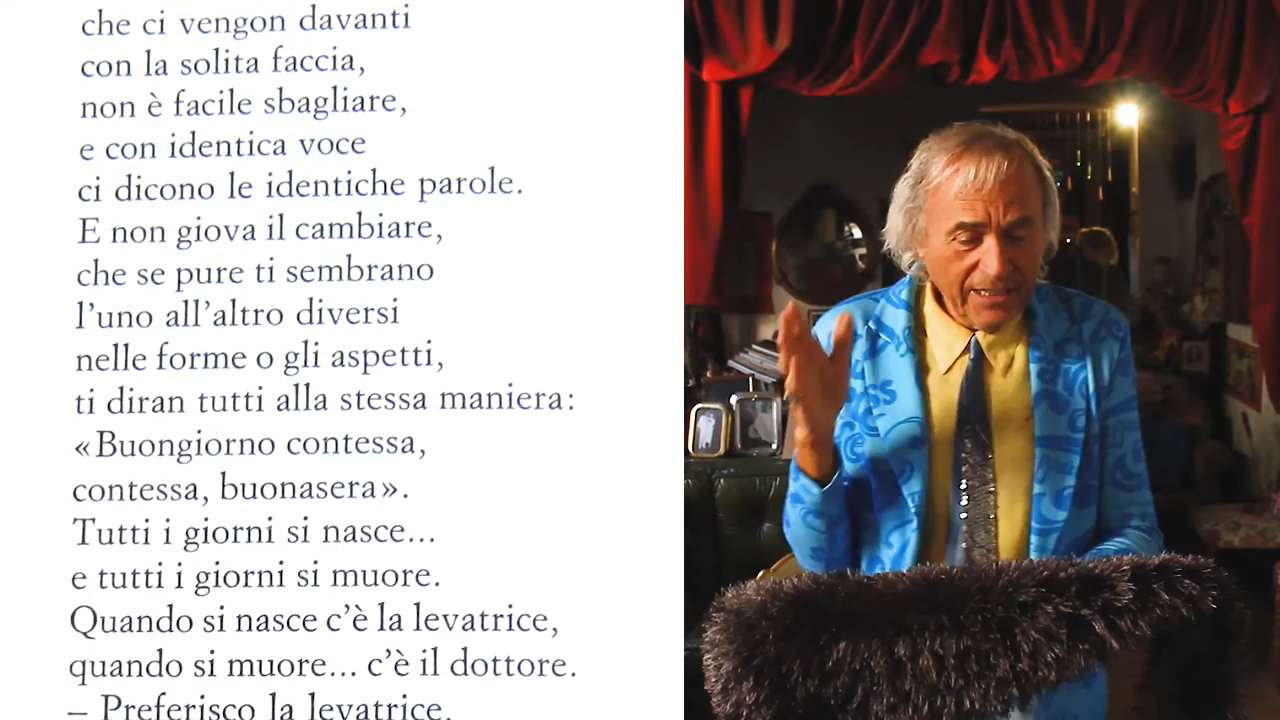 che ci vengon davanti
con la solita faccia,
non è facile sbagliare,
e con identica voce
ci dicono le identiche parole.
E non giova il cambiare,
che se pure ti sembrano
l'uno all'altro diversi
nelle forme o gli aspetti,
ti diran tutti alla stessa maniera:
«Buongiorno contessa,
contessa, buonasera».
Tutti i giorni si nasce...
e tutti i giorni si muore.
Quando si nasce c'è la levatrice,
quando si muore... c'è il dottore.
– Preferisco la levatrice.